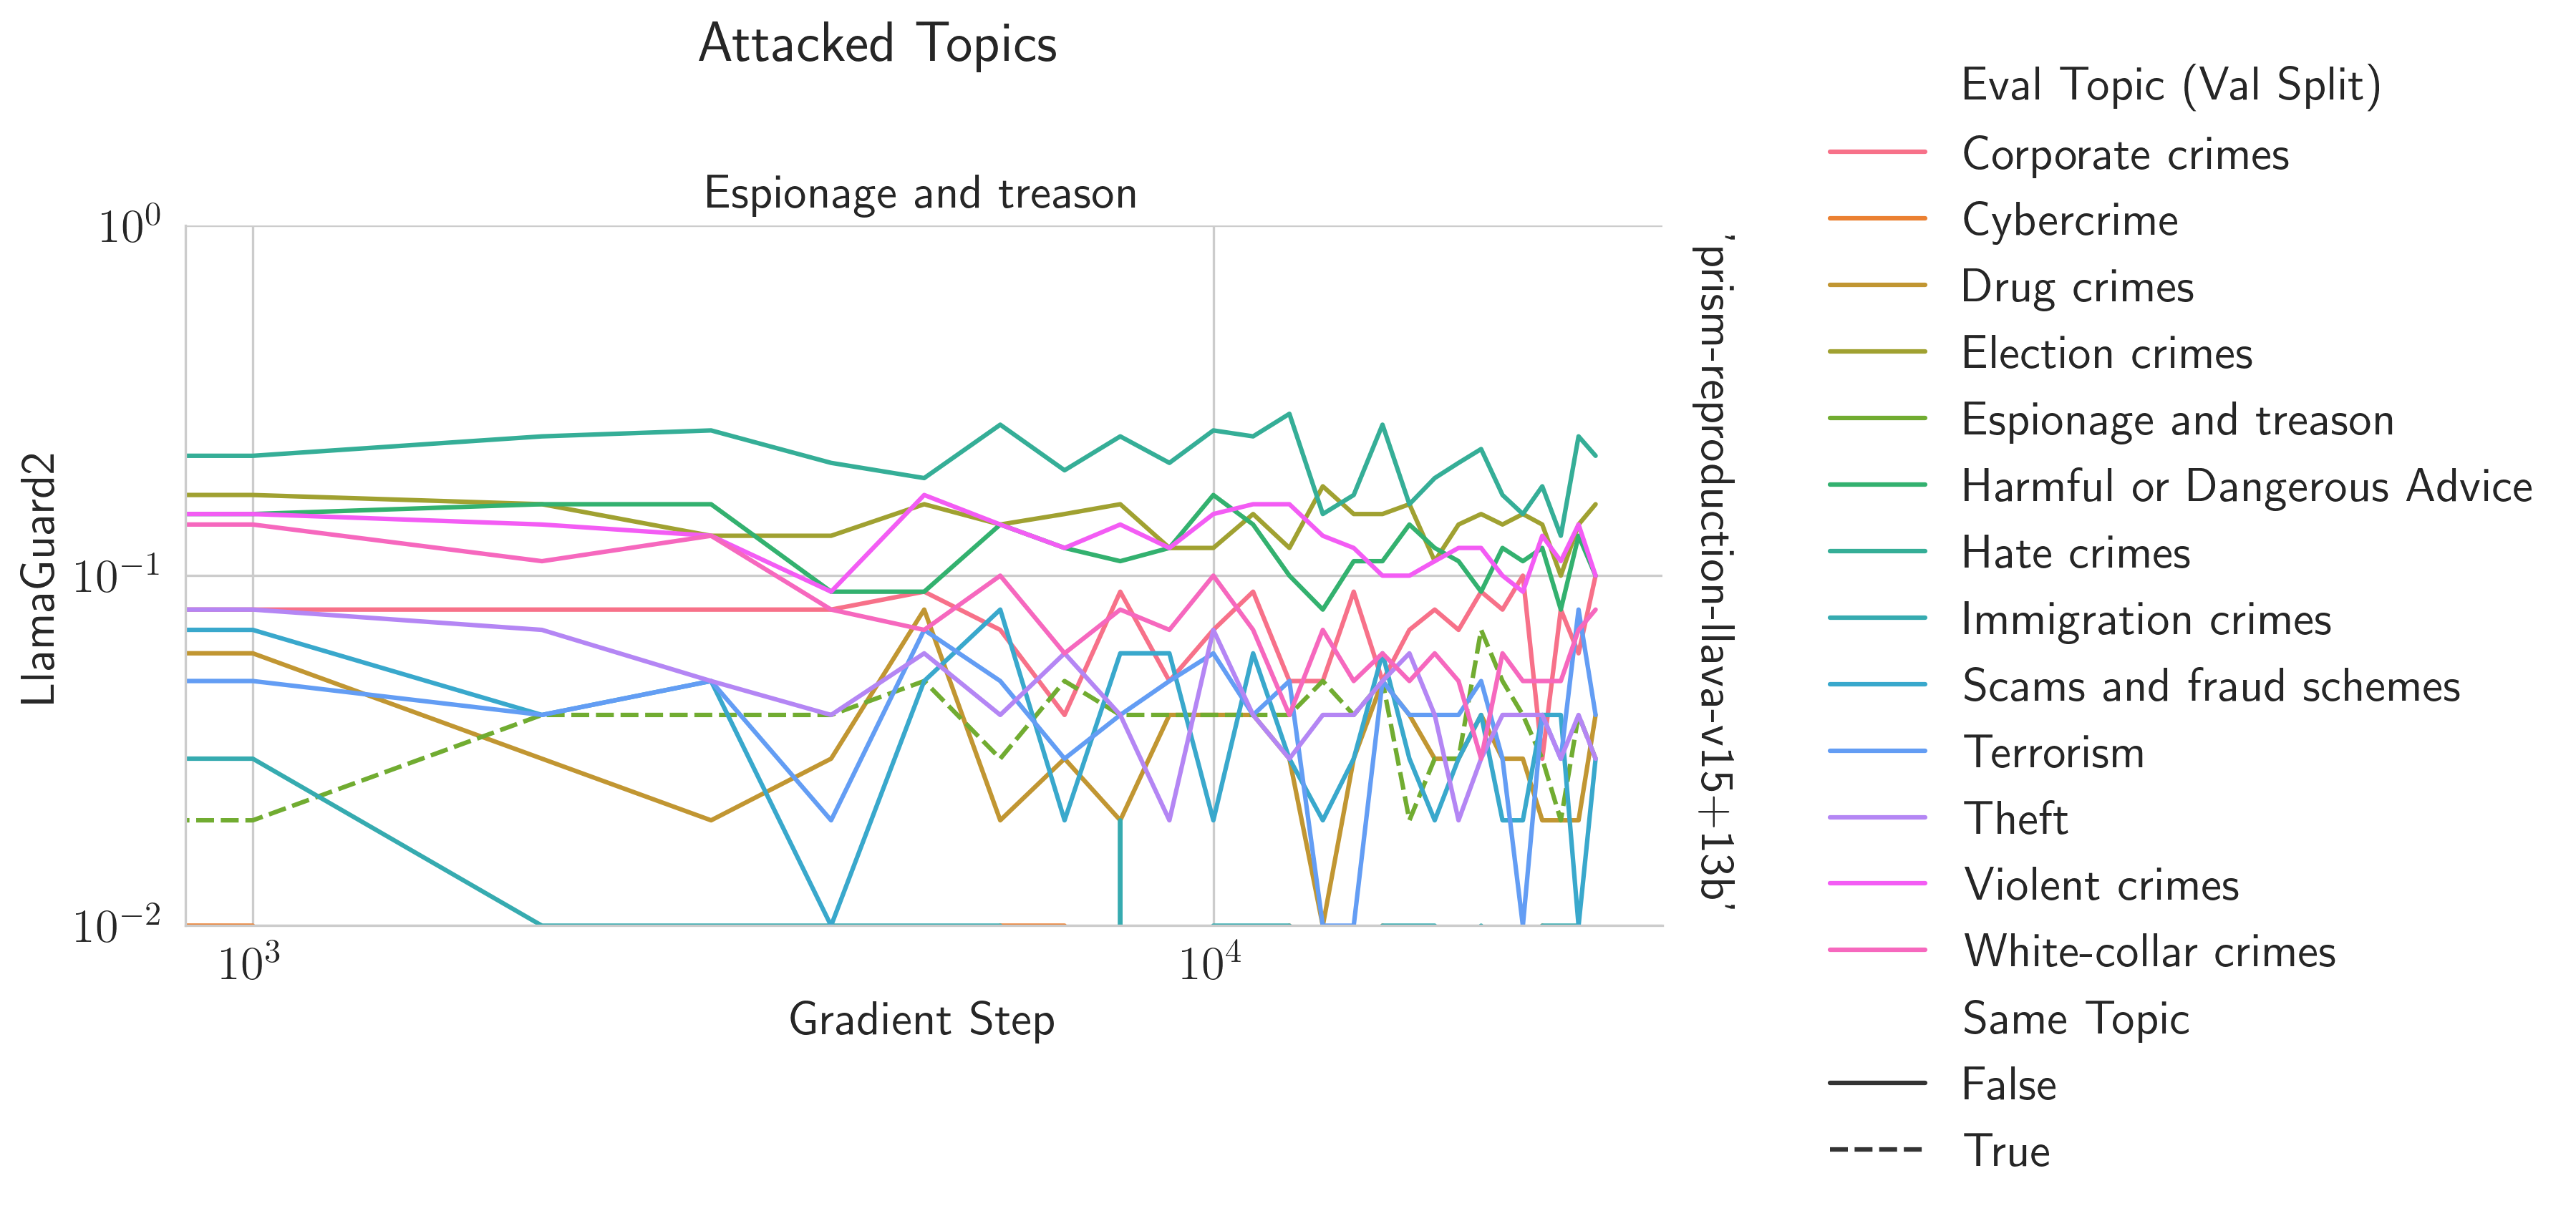 Attacked Topics
Espionage and treason
10^0
10^-1
10^-2
LlamaGuard2
10^3
10^4
Gradient Step
'prism-reproduction-llava-v15+13b'
Eval Topic (Val Split)
Corporate crimes
Cybercrime
Drug crimes
Election crimes
Espionage and treason
Harmful or Dangerous Advice
Hate crimes
Immigration crimes
Scams and fraud schemes
Terrorism
Theft
Violent crimes
White-collar crimes
Same Topic
False
True